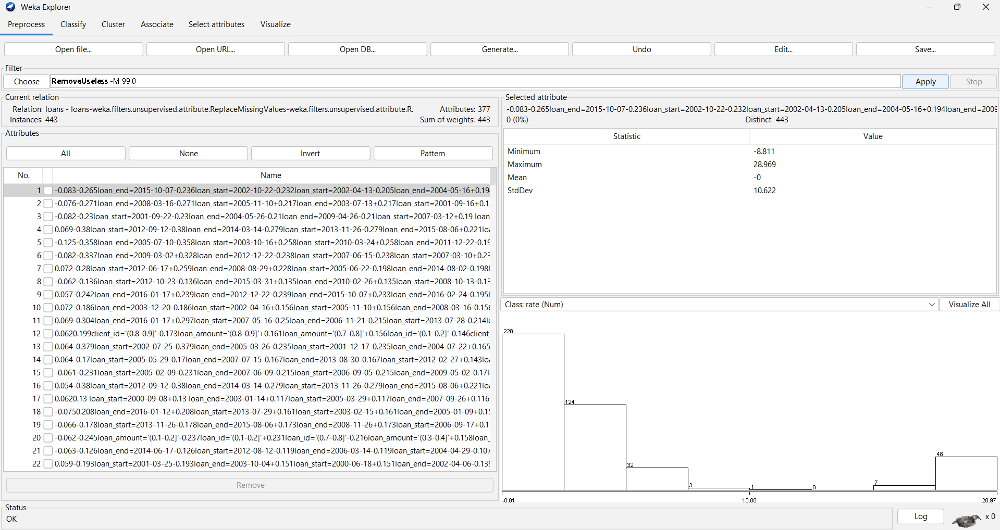 Weka Explorer
Preprocess Classify Cluster Associate Select attributes Visualize
Open file... Open URL... Open DB... Generate... Undo Edit... Save...
Filter
Choose RemoveUseless -M 99.0 Apply Stop
Current relation
Relation: loans - loans-weka.filters.unsupervised.attribute.ReplaceMissingValues-weka.filters.unsupervised.attribute.R. Attributes: 377
Instances: 443 Sum of weights: 443
Attributes
All None Invert Pattern
No. Name
1 -0.083-0.265loan_end=2015-10-07-0.236loan_start=2002-10-22-0.232loan_start=2002-04-13-0.205loan_end=2004-05-16+0.19
2 -0.076-0.271loan_end=2008-03-16-0.271loan_start=2005-11-10+0.217loan_end=2003-07-13+0.217loan_start=2001-09-16+0.1
3 -0.082-0.23loan_start=2001-09-22-0.23loan_end=2004-05-26-0.21loan_end=2009-04-26-0.21loan_start=2007-03-12+0.19 loan
4 0.069-0.38loan_start=2012-09-12-0.38loan_end=2014-03-14-0.279loan_start=2013-11-26-0.279loan_end=2015-08-06+0.221lo
5 -0.125-0.358loan_end=2005-07-10-0.358loan_start=2003-10-16+0.258loan_start=2010-03-24+0.258loan_end=2011-12-22-0.19
6 -0.082-0.337loan_end=2009-03-02+0.328loan_end=2012-12-22-0.238loan_start=2007-06-15-0.238loan_start=2007-03-10+0.23
7 0.072-0.28loan_start=2012-06-17+0.259loan_end=2008-08-29+0.228loan_start=2005-06-22-0.198loan_end=2014-08-02-0.198l
8 -0.062-0.136loan_start=2012-10-23-0.136loan_end=2015-03-31+0.135loan_end=2010-02-26+0.135loan_start=2008-10-13-0.13
9 0.057-0.242loan_end=2016-01-17+0.239loan_end=2012-12-22-0.239loan_end=2015-10-07+0.233loan_end=2016-02-24-0.195l
10 0.072-0.186loan_end=2003-12-20-0.186loan_start=2002-04-16+0.156loan_start=2005-11-10+0.156loan_end=2008-03-16-0.156
11 0.069-0.304loan_end=2016-01-17+0.297loan_start=2007-05-16-0.25loan_end=2006-11-21-0.215loan_start=2013-07-28-0.214l
12 0.0620.199client_id='(0.8-0.9]'-0.173loan_amount='(0.8-0.9]'+0.161loan_amount='(0.7-0.8]'+0.156loan_id='(0.1-0.2]'-0.146client_
13 0.064-0.379loan_start=2002-07-25-0.379loan_end=2005-03-26-0.235loan_start=2001-12-17-0.235loan_end=2004-07-22+0.165
14 0.064-0.17loan_start=2005-05-29-0.17loan_end=2007-07-15-0.167loan_end=2013-08-30-0.167loan_start=2012-02-27+0.143lo
15 -0.061-0.231loan_start=2005-02-09-0.231loan_end=2007-06-09-0.215loan_start=2006-09-05-0.215loan_end=2009-05-02-0.17l
16 0.054-0.38loan_start=2012-09-12-0.38loan_end=2014-03-14-0.279loan_start=2013-11-26-0.279loan_end=2015-08-06+0.221lo
17 0.0620.13 loan_start=2000-09-08+0.13 loan_end=2003-01-14+0.117loan_start=2005-03-29+0.117loan_end=2007-09-26+0.116
18 -0.0750.208loan_end=2016-01-12+0.208loan_start=2013-07-29+0.161loan_start=2003-02-15+0.161loan_end=2005-01-09+0.15
19 -0.066-0.178loan_start=2013-11-26-0.178loan_end=2015-08-06+0.173loan_end=2008-11-26+0.173loan_start=2006-09-17+0.1
20 -0.062-0.245loan_amount='(0.1-0.2]'-0.237loan_id='(0.1-0.2]'+0.231loan_id='(0.7-0.8]'-0.216loan_amount='(0.3-0.4]'+0.158loan_
21 -0.063-0.126loan_end=2014-06-17-0.126loan_start=2012-08-12-0.119loan_end=2006-03-14-0.119loan_start=2004-04-29-0.107
22 0.059-0.193loan_start=2001-03-25-0.193loan_end=2003-10-04+0.151loan_start=2000-06-18+0.151loan_end=2002-04-06-0.139
Remove
Selected attribute
-0.083-0.265loan_end=2015-10-07-0.236loan_start=2002-10-22-0.232loan_start=2002-04-13-0.205loan_end=2004-05-16+0.194loan_end=2009
0 (0%) Distinct: 443
Statistic Value
Minimum -8.811
Maximum 28.969
Mean -0
StdDev 10.622
Class: rate (Num) Visualize All
228
124
32
3
1
0
7
48
-8.81 10.08 28.97
Status
OK
Log x 0